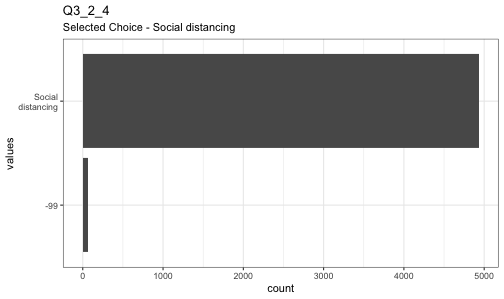 Q3_2_4
Selected Choice - Social distancing
values
Social
distancing
-99
0
1000
2000
3000
4000
5000
count